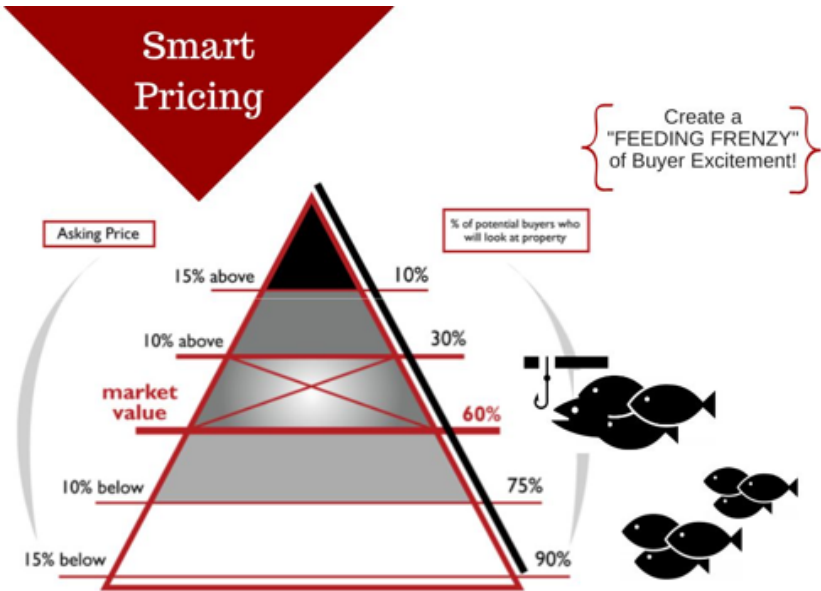 Smart
Pricing
Create a
"FEEDING FRENZY"
of Buyer Excitement!
Asking Price
% of potential buyers who
will look at property
15% above
10%
10% above
30%
market
value
60%
10% below
75%
15% below
90%